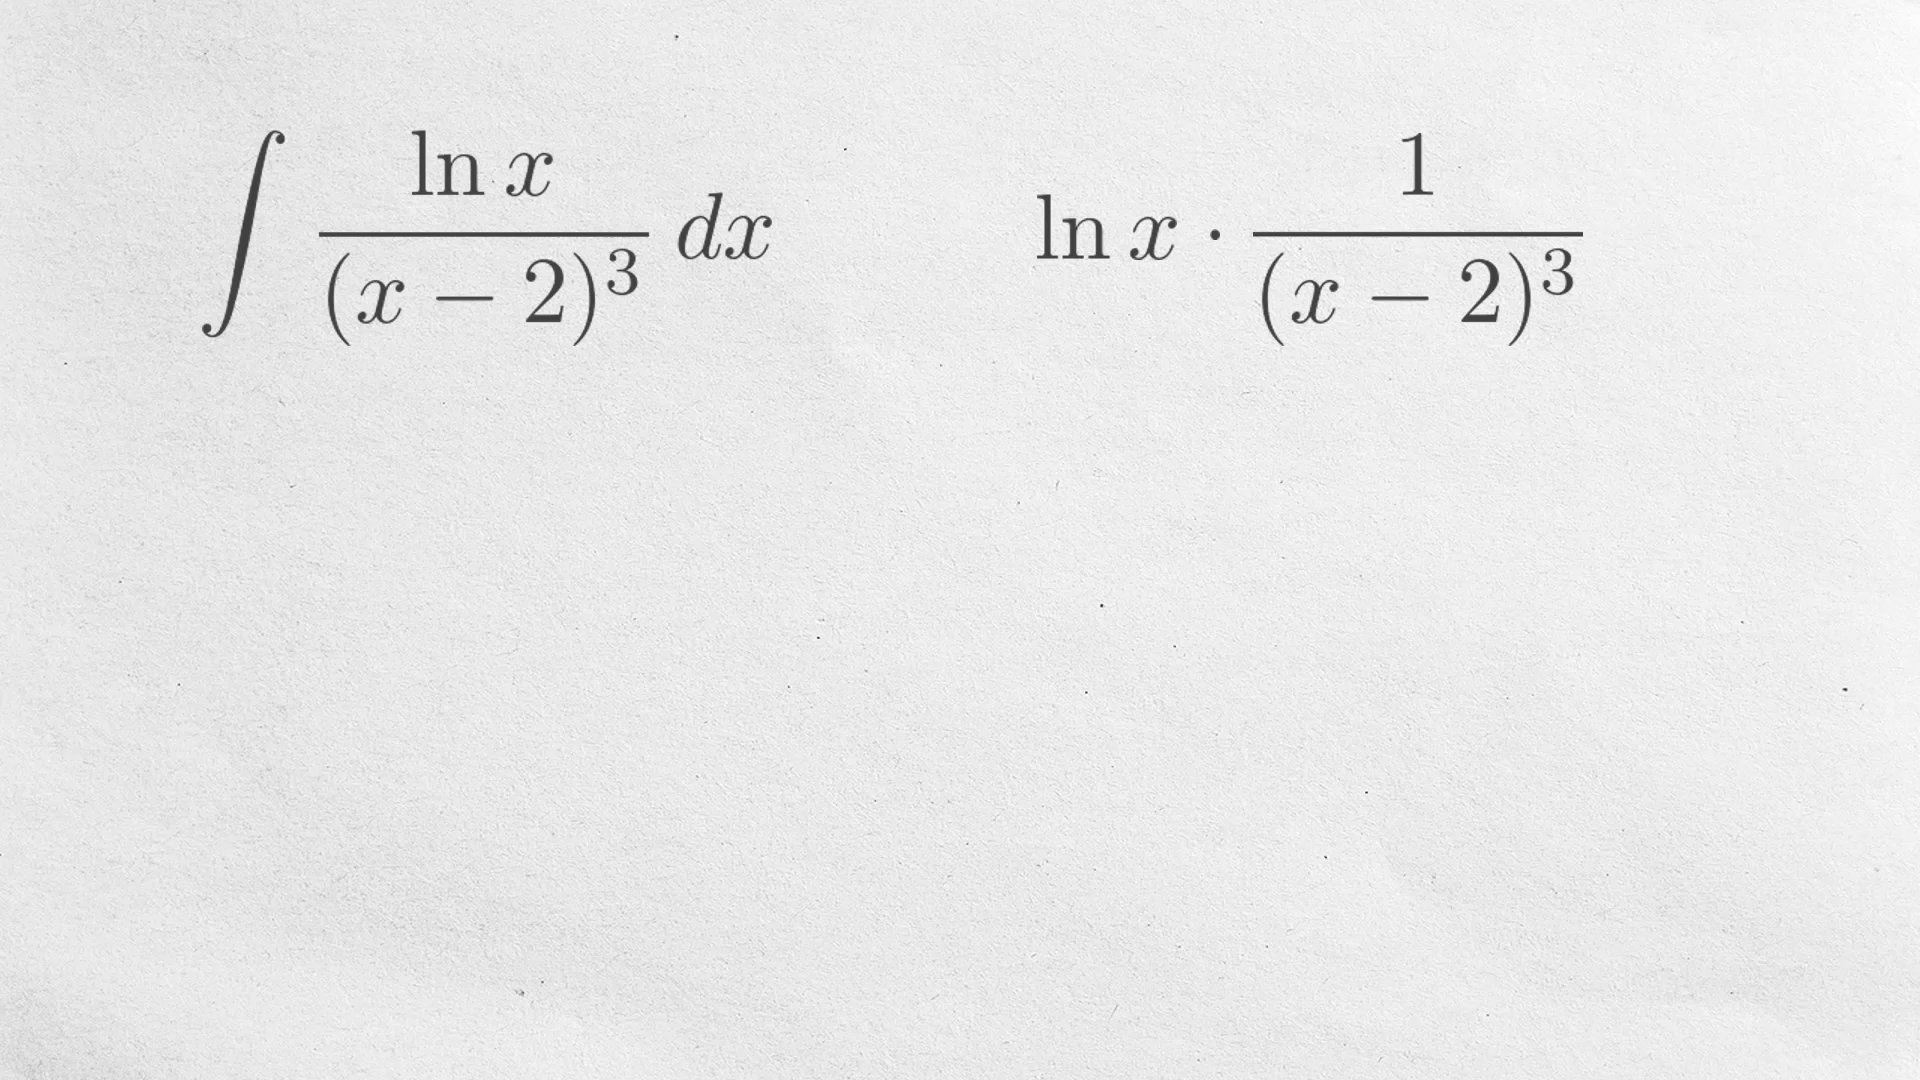 ∫ ln x / (x − 2)³ dx    ln x · 1 / (x − 2)³